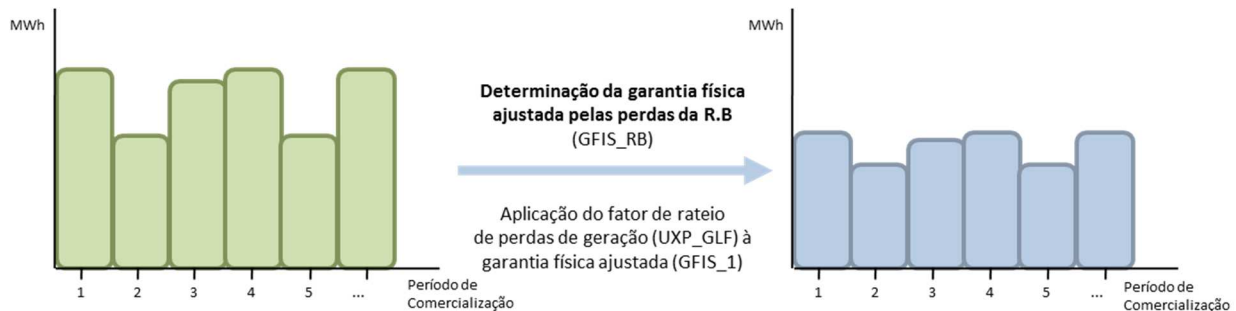 MWh
1
2
3
4
5
...
Período de
Comercialização
Determinação da garantia física
ajustada pelas perdas da R.B
(GFIS_RB)
Aplicação do fator de rateio
de perdas de geração (UXP_GLF) à
garantia física ajustada (GFIS_1)
MWh
1
2
3
4
5
...
Período de
Comercialização